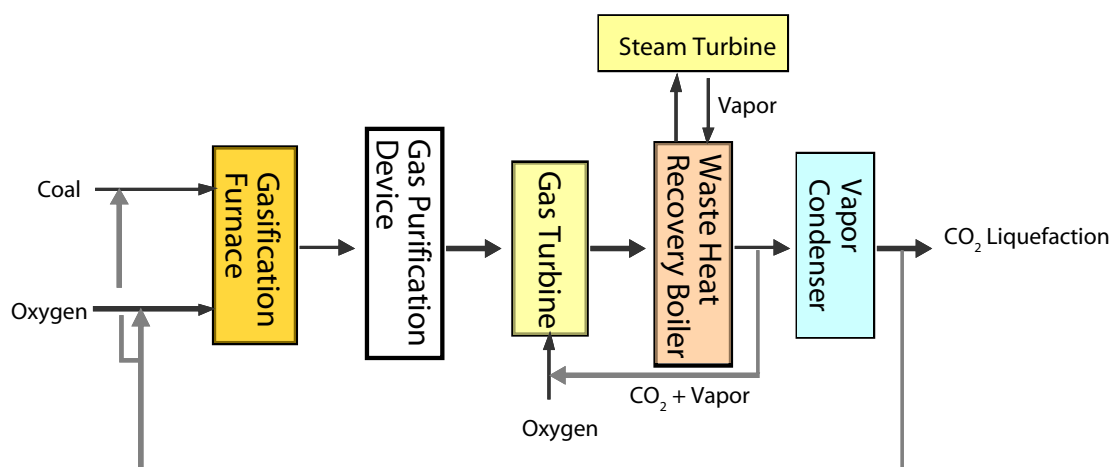 Steam Turbine
Vapor
Coal
Oxygen
Gasification
Furnace
Gas Purification
Device
Gas Turbine
Waste Heat
Recovery Boiler
Vapor
Condenser
CO₂ Liquefaction
CO₂ + Vapor
Oxygen